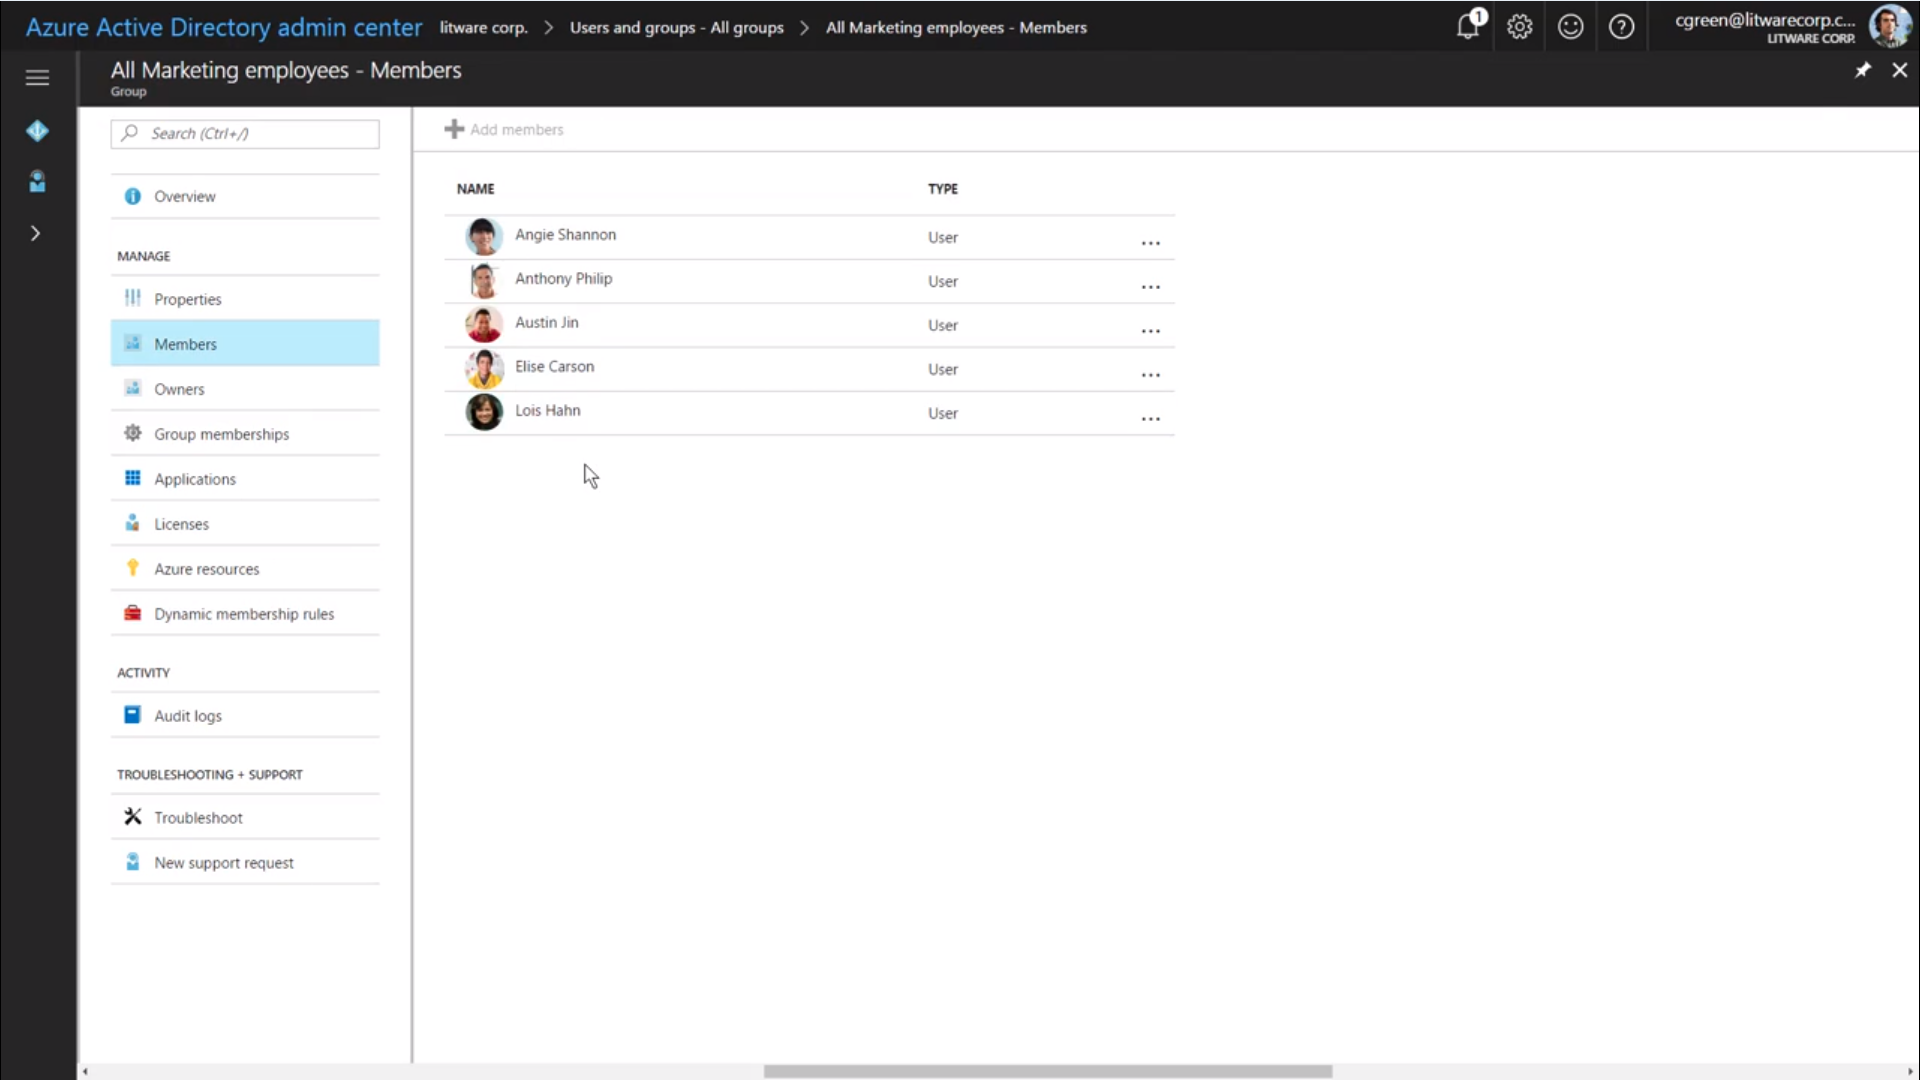 Azure Active Directory admin center litware corp. > Users and groups - All groups > All Marketing employees - Members
1
cgreen@litwarecorp.c...
LITWARE CORP.
All Marketing employees - Members
Group
Search (Ctrl+/)
Overview
MANAGE
Properties
Members
Owners
Group memberships
Applications
Licenses
Azure resources
Dynamic membership rules
ACTIVITY
Audit logs
TROUBLESHOOTING + SUPPORT
Troubleshoot
New support request
Add members
NAME TYPE
Angie Shannon User ...
Anthony Philip User ...
Austin Jin User ...
Elise Carson User ...
Lois Hahn User ...